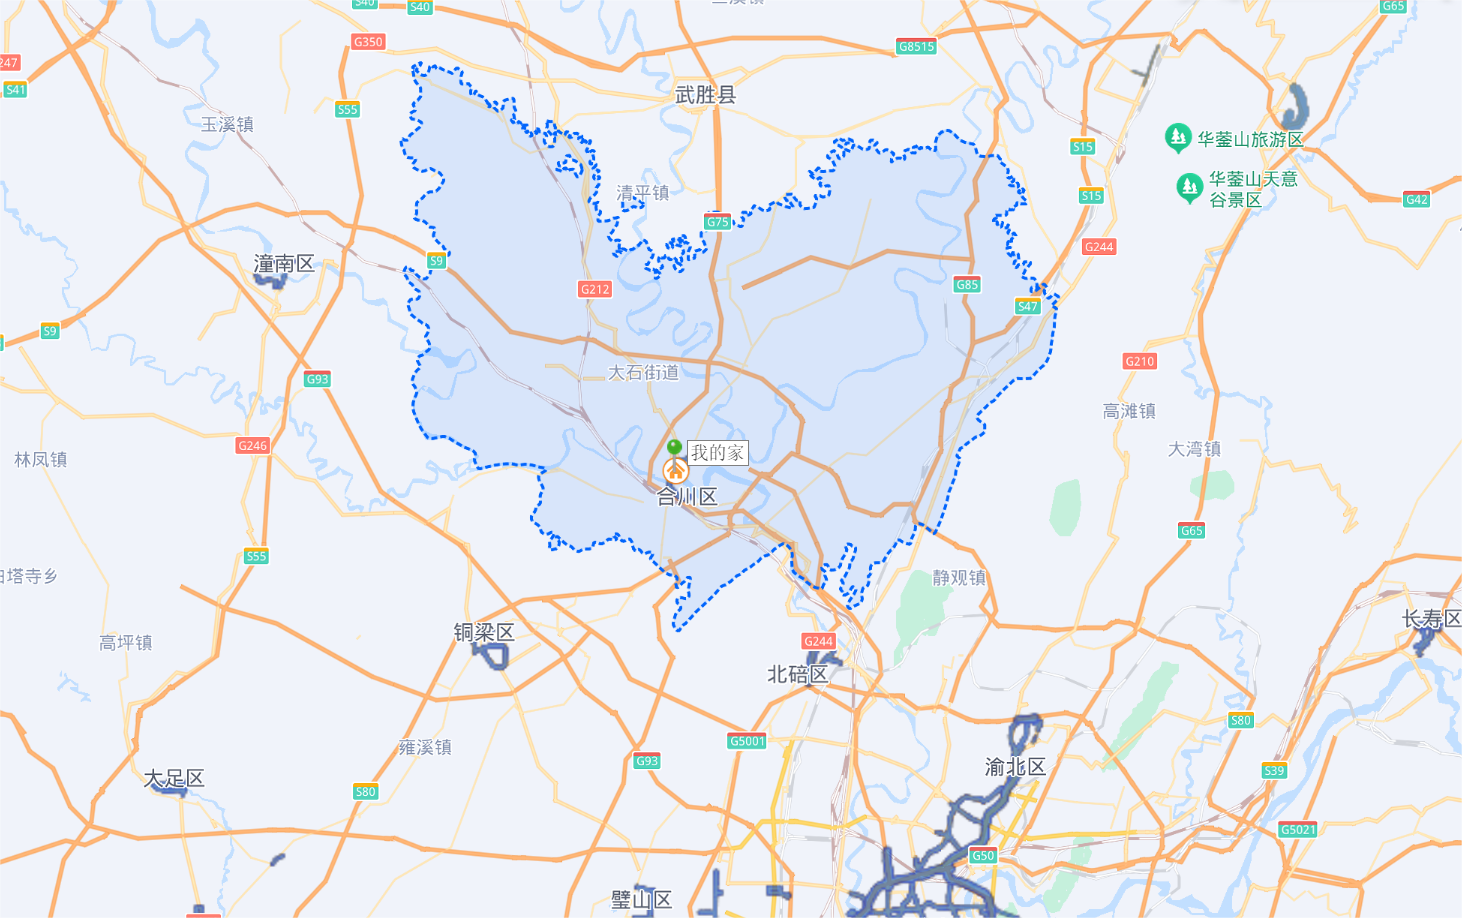 S40
S40
G65
G350
G8515
247
S41
武胜县
S55
玉溪镇
华蓥山旅游区
S15
华蓥山天意
谷景区
清平镇
S15
G42
G75
G244
潼南区
S9
G212
G85
S47
S9
G210
大石街道
G93
高滩镇
G246
我的家
大湾镇
林凤镇
合川区
G65
S55
白塔寺乡
静观镇
长寿区
铜梁区
高坪镇
G244
北碚区
S80
G5001
雍溪镇
G93
渝北区
S39
大足区
S80
G5021
G50
璧山区